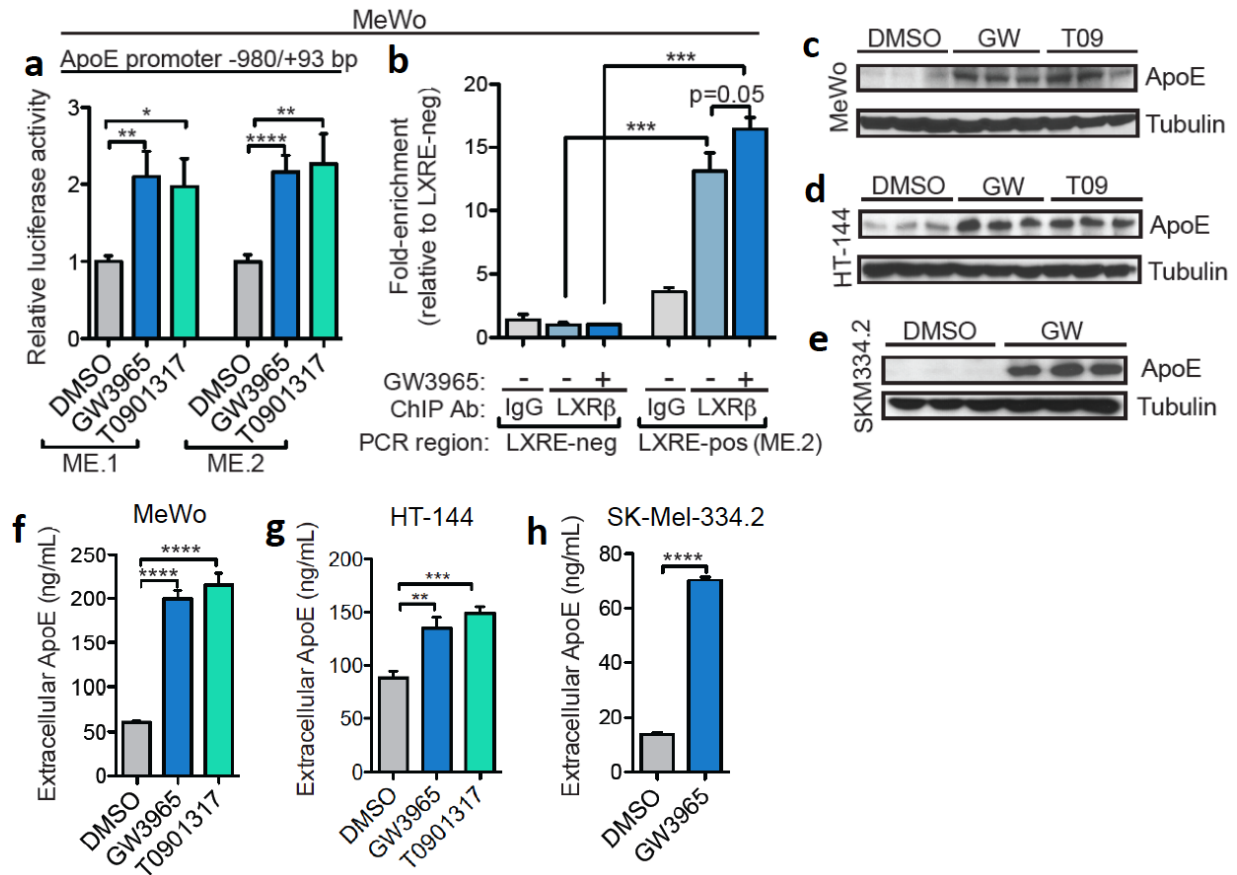 MeWo
a
ApoE promoter -980/+93 bp
Relative luciferase activity
3
2
1
0
*
**
**
****
DMSO
GW3965
T0901317
DMSO
GW3965
T0901317
ME.1
ME.2
b
Fold-enrichment
(relative to LXRE-neg)
20
15
10
5
0
***
p=0.05
***
GW3965: - - + - - +
ChIP Ab: IgG LXRβ IgG LXRβ
PCR region: LXRE-neg LXRE-pos (ME.2)
c
DMSO GW T09
MeWo
ApoE
Tubulin
d
DMSO GW T09
HT-144
ApoE
Tubulin
e
DMSO GW
SKM334.2
ApoE
Tubulin
f
MeWo
Extracellular ApoE (ng/mL)
250
200
150
100
50
0
****
****
DMSO
GW3965
T0901317
g
HT-144
Extracellular ApoE (ng/mL)
200
150
100
50
0
***
**
DMSO
GW3965
T0901317
h
SK-Mel-334.2
Extracellular ApoE (ng/mL)
80
60
40
20
0
****
DMSO
GW3965